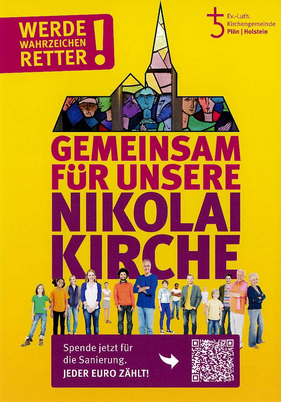 WERDE
WAHRZEICHEN
RETTER!
Ev.-Luth.
Kirchengemeinde
Plön | Holstein
GEMEINSAM
FÜR UNSERE
NIKOLAI
KIRCHE
Spende jetzt für
die Sanierung.
JEDER EURO ZÄHLT!